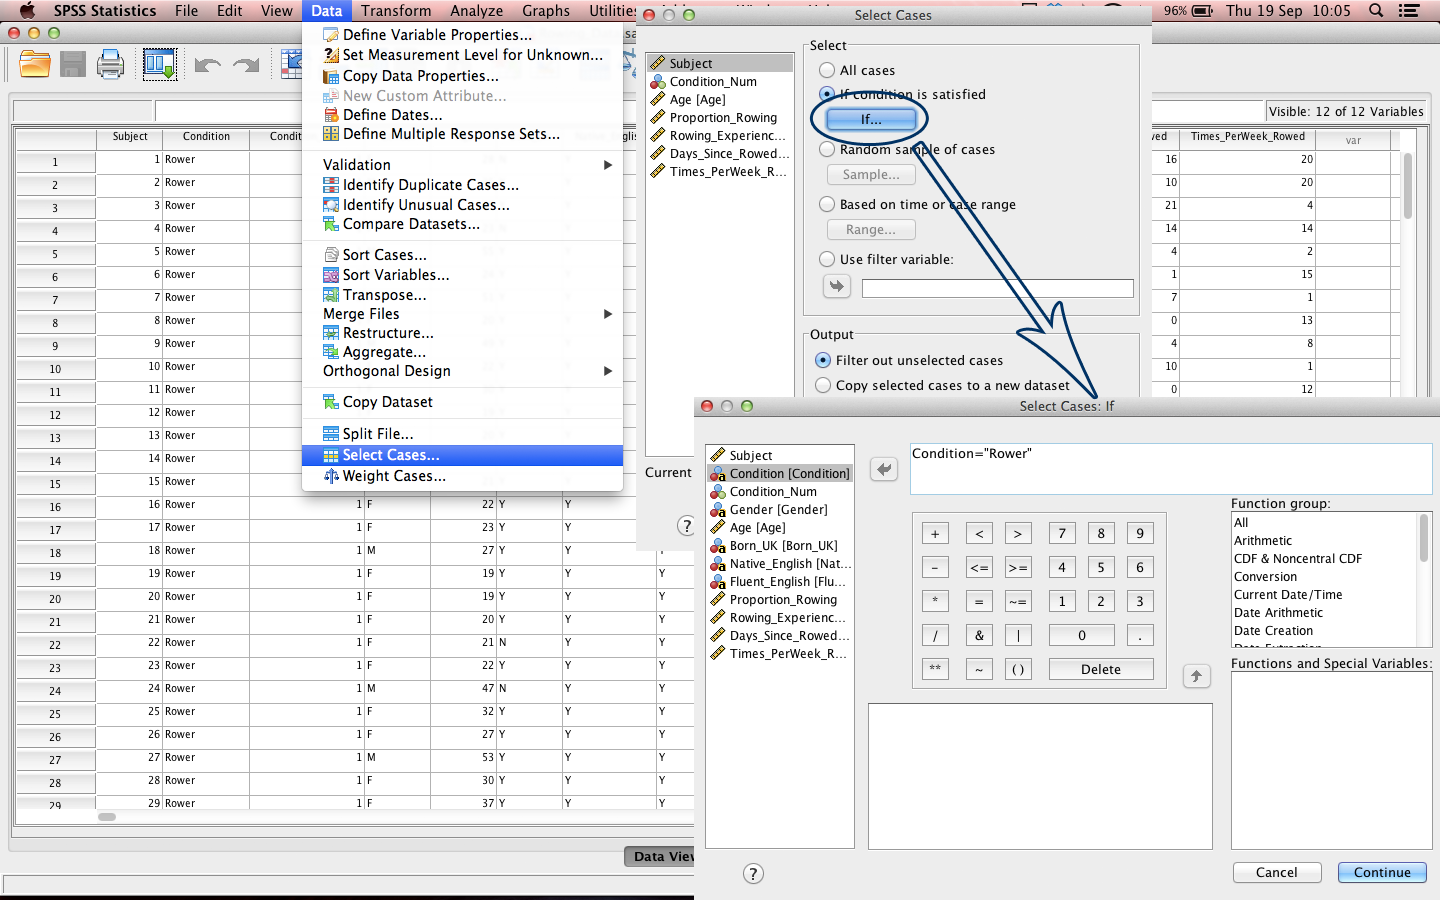 SPSS Statistics File Edit View Data Transform Analyze Graphs Utilities
96% Thu 19 Sep 10:05
Define Variable Properties...
Set Measurement Level for Unknown...
Copy Data Properties...
New Custom Attribute...
Define Dates...
Define Multiple Response Sets...
Validation
Identify Duplicate Cases...
Identify Unusual Cases...
Compare Datasets...
Sort Cases...
Sort Variables...
Transpose...
Merge Files
Restructure...
Aggregate...
Orthogonal Design
Copy Dataset
Split File...
Select Cases...
Weight Cases...
Subject Condition
1 1 Rower
2 2 Rower
3 3 Rower
4 4 Rower
5 5 Rower
6 6 Rower
7 7 Rower
8 8 Rower
9 9 Rower
10 10 Rower
11 11 Rower
12 12 Rower
13 13 Rower
14 14 Rower
15 15 Rower
16 16 Rower 1 F 22 Y Y
17 17 Rower 1 F 23 Y Y
18 18 Rower 1 M 27 Y Y Y
19 19 Rower 1 F 19 Y Y Y
20 20 Rower 1 F 19 Y Y Y
21 21 Rower 1 F 20 Y Y Y
22 22 Rower 1 F 21 N Y Y
23 23 Rower 1 F 22 Y Y Y
24 24 Rower 1 M 47 N Y Y
25 25 Rower 1 F 32 Y Y Y
26 26 Rower 1 F 27 Y Y Y
27 27 Rower 1 M 53 Y Y Y
28 28 Rower 1 F 30 Y Y Y
29 29 Rower 1 F 37 Y Y Y
Data View
Select Cases
Subject
Condition_Num
Age [Age]
Proportion_Rowing
Rowing_Experienc...
Days_Since_Rowed...
Times_PerWeek_R...
Current
?
Select
All cases
If condition is satisfied
If...
Random sample of cases
Sample...
Based on time or case range
Range...
Use filter variable:
Output
Filter out unselected cases
Copy selected cases to a new dataset
Visible: 12 of 12 Variables
wed Times_PerWeek_Rowed var
16 20
10 20
21 4
14 14
4 2
1 15
7 1
0 13
4 8
10 1
0 12
Select Cases: If
Subject
Condition [Condition]
Condition_Num
Gender [Gender]
Age [Age]
Born_UK [Born_UK]
Native_English [Nat...
Fluent_English [Flu...
Proportion_Rowing
Rowing_Experienc...
Days_Since_Rowed...
Times_PerWeek_R...
Condition="Rower"
+ < > 7 8 9
- <= >= 4 5 6
* = ~= 1 2 3
/ & | 0 .
** ~ () Delete
Function group:
All
Arithmetic
CDF & Noncentral CDF
Conversion
Current Date/Time
Date Arithmetic
Date Creation
Date Extraction
Functions and Special Variables:
?
Cancel Continue